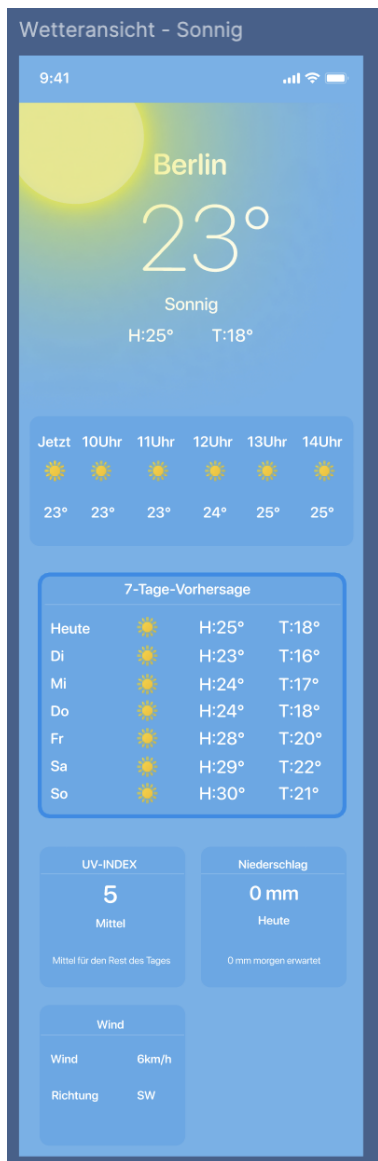 Wetteransicht - Sonnig
9:41
Berlin
23°
Sonnig
H:25° T:18°
Jetzt 10Uhr 11Uhr 12Uhr 13Uhr 14Uhr
23° 23° 23° 24° 25° 25°
7-Tage-Vorhersage
Heute H:25° T:18°
Di H:23° T:16°
Mi H:24° T:17°
Do H:24° T:18°
Fr H:28° T:20°
Sa H:29° T:22°
So H:30° T:21°
UV-INDEX
5
Mittel
Mittel für den Rest des Tages
Niederschlag
0 mm
Heute
0 mm morgen erwartet
Wind
Wind 6km/h
Richtung SW